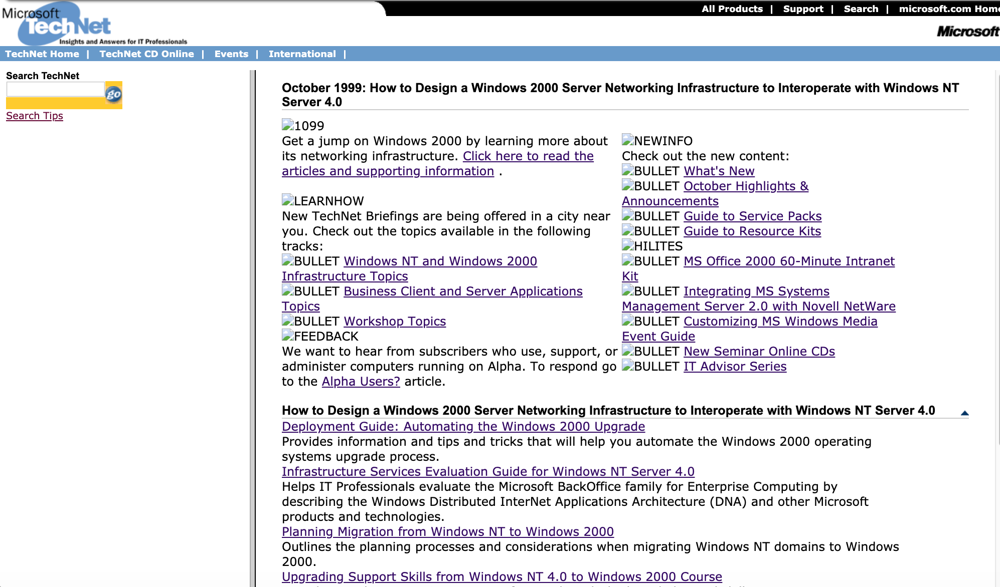 Microsoft
TechNet
Insights and Answers for IT Professionals
All Products | Support | Search | microsoft.com Home
Microsoft
TechNet Home | TechNet CD Online | Events | International |
Search TechNet
go
Search Tips
October 1999: How to Design a Windows 2000 Server Networking Infrastructure to Interoperate with Windows NT
Server 4.0
1099
Get a jump on Windows 2000 by learning more about
its networking infrastructure. Click here to read the
articles and supporting information .
LEARNHOW
New TechNet Briefings are being offered in a city near
you. Check out the topics available in the following
tracks:
BULLET Windows NT and Windows 2000
Infrastructure Topics
BULLET Business Client and Server Applications
Topics
BULLET Workshop Topics
FEEDBACK
We want to hear from subscribers who use, support, or
administer computers running on Alpha. To respond go
to the Alpha Users? article.
NEWINFO
Check out the new content:
BULLET What's New
BULLET October Highlights &
Announcements
BULLET Guide to Service Packs
BULLET Guide to Resource Kits
HILITES
BULLET MS Office 2000 60-Minute Intranet
Kit
BULLET Integrating MS Systems
Management Server 2.0 with Novell NetWare
BULLET Customizing MS Windows Media
Event Guide
BULLET New Seminar Online CDs
BULLET IT Advisor Series
How to Design a Windows 2000 Server Networking Infrastructure to Interoperate with Windows NT Server 4.0
Deployment Guide: Automating the Windows 2000 Upgrade
Provides information and tips and tricks that will help you automate the Windows 2000 operating
systems upgrade process.
Infrastructure Services Evaluation Guide for Windows NT Server 4.0
Helps IT Professionals evaluate the Microsoft BackOffice family for Enterprise Computing by
describing the Windows Distributed InterNet Applications Architecture (DNA) and other Microsoft
products and technologies.
Planning Migration from Windows NT to Windows 2000
Outlines the planning processes and considerations when migrating Windows NT domains to Windows
2000.
Upgrading Support Skills from Windows NT 4.0 to Windows 2000 Course